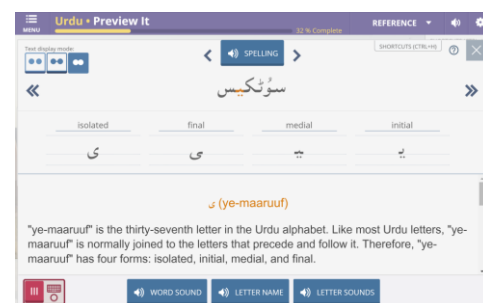 MENU
Urdu • Preview It
32 % Complete
REFERENCE
Text display mode:
SPELLING
SHORTCUTS (CTRL+H)
سوُٹکیس
isolated final medial initial
ی ی ی ی
ی (ye-maaruuf)
"ye-maaruuf" is the thirty-seventh letter in the Urdu alphabet. Like most Urdu letters, "ye-
maaruuf" is normally joined to the letters that precede and follow it. Therefore, "ye-
maaruuf" has four forms: isolated, initial, medial, and final.
WORD SOUND LETTER NAME LETTER SOUNDS